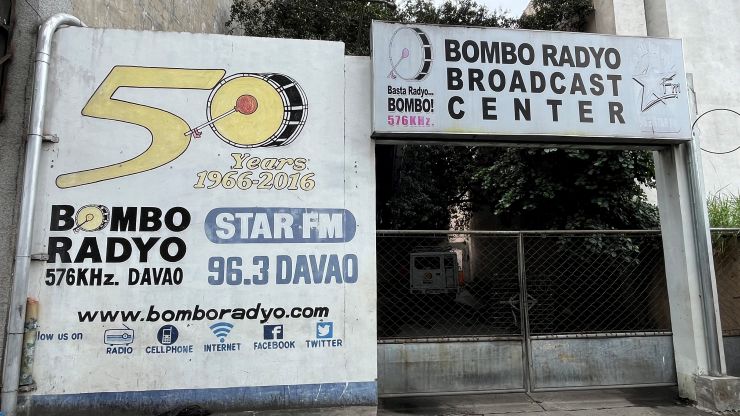 50
Years
1966-2016
BOMBO
RADYO
576KHz. DAVAO
STAR FM
96.3 DAVAO
www.bomboradyo.com
low us on
RADIO
CELLPHONE
INTERNET
FACEBOOK
TWITTER
Basta Radyo...
BOMBO!
576KHz.
BOMBO RADYO
BROADCAST
CENTER